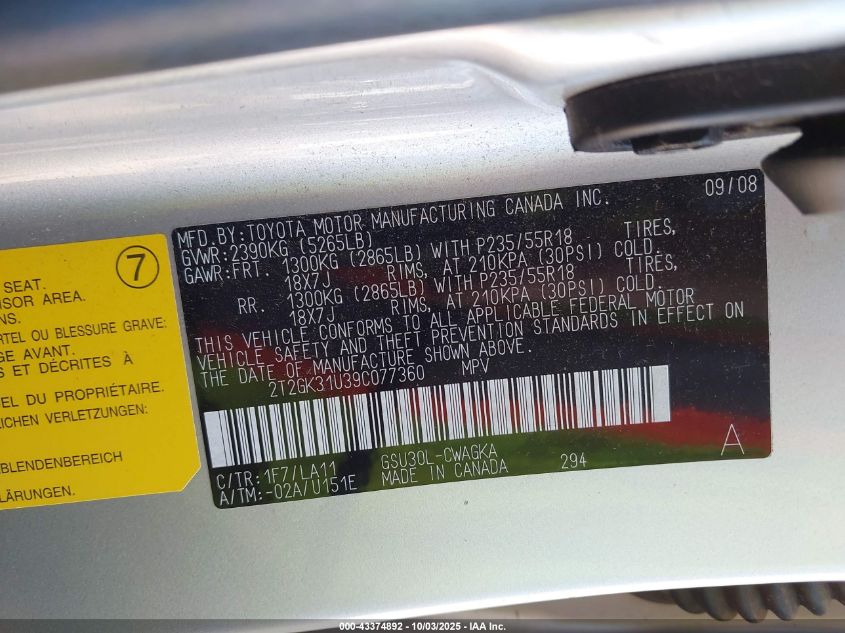 MFD.BY:TOYOTA MOTOR MANUFACTURING CANADA INC. 09/08
GVWR:2390KG (5265LB)
GAWR:FRT. 1300KG (2865LB) WITH P235/55R18 TIRES,
18X7J RIMS, AT 210KPA (30PSI) COLD.
RR. 1300KG (2865LB) WITH P235/55R18 TIRES,
18X7J RIMS, AT 210KPA (30PSI) COLD.
THIS VEHICLE CONFORMS TO ALL APPLICABLE FEDERAL MOTOR
VEHICLE SAFETY AND THEFT PREVENTION STANDARDS IN EFFECT ON
THE DATE OF MANUFACTURE SHOWN ABOVE.
2T2GK31U39C077360 MPV
C/TR:1F7/LA11 GSU30L-CWAGKA 294 A
A/TM:-02A/U151E MADE IN CANADA
7
SEAT.
SOR AREA.
NS.
RTEL OU BLESSURE GRAVE:
GE AVANT.
S ET DÉCRITES À
EL DU PROPRIÉTAIRE.
LICHEN VERLETZUNGEN.
BLENDENBEREICH
LÄRUNGEN.
000-43374892 - 10/03/2025 - IAA Inc.